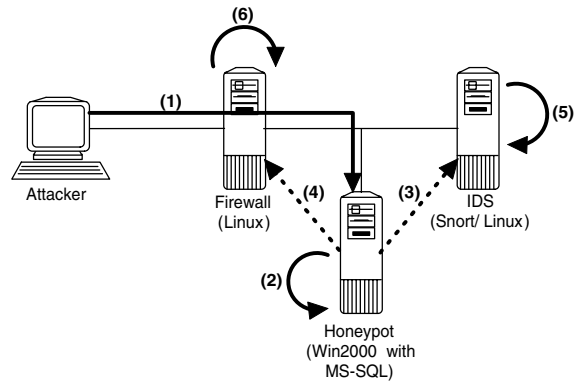 (6)
(1)
(5)
Attacker
Firewall
(Linux)
(4)
(3)
IDS
(Snort/ Linux)
(2)
Honeypot
(Win2000 with
MS-SQL)